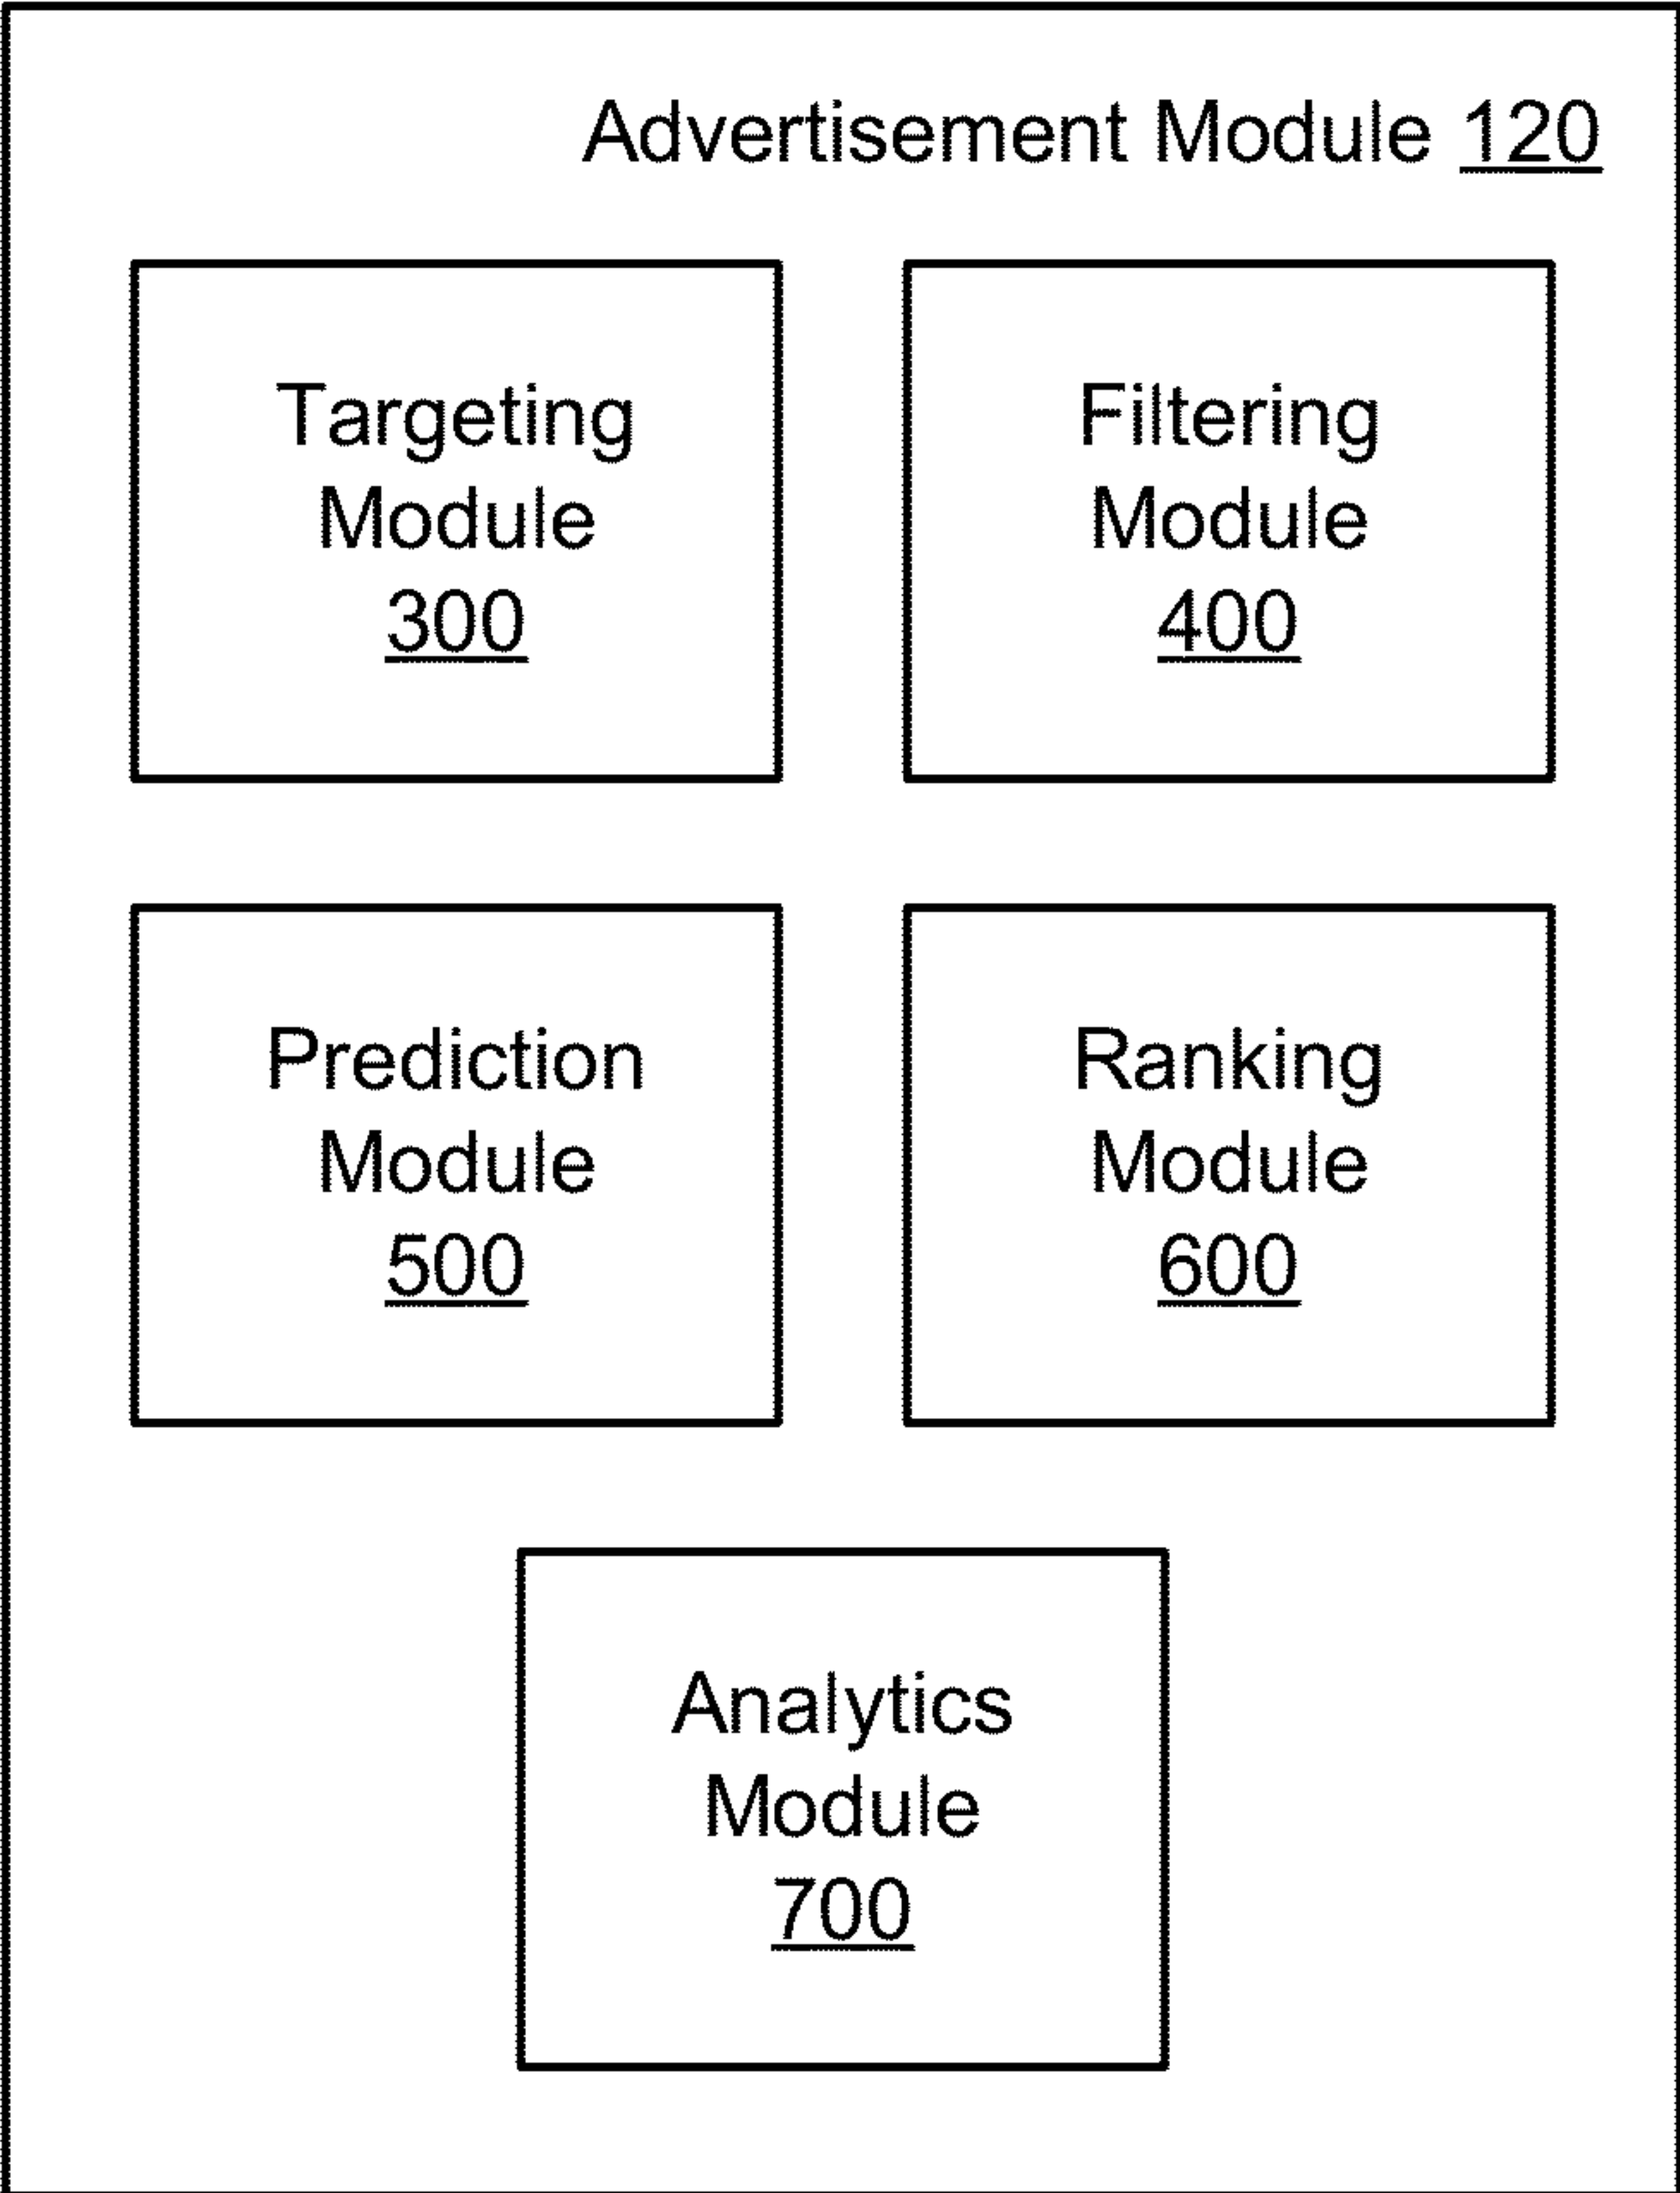 Advertisement Module 120
Targeting
Module
300
Filtering
Module
400
Prediction
Module
500
Ranking
Module
600
Analytics
Module
700